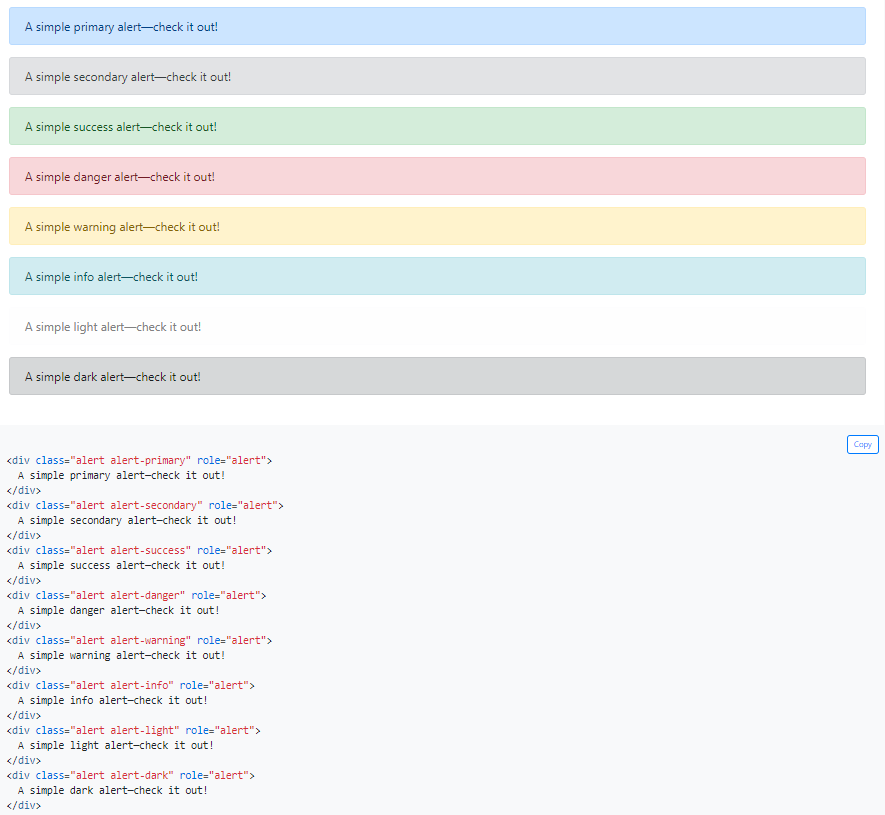 A simple primary alert—check it out!
A simple secondary alert—check it out!
A simple success alert—check it out!
A simple danger alert—check it out!
A simple warning alert—check it out!
A simple info alert—check it out!
A simple light alert—check it out!
A simple dark alert—check it out!
Copy
<div class="alert alert-primary" role="alert">
  A simple primary alert—check it out!
</div>
<div class="alert alert-secondary" role="alert">
  A simple secondary alert—check it out!
</div>
<div class="alert alert-success" role="alert">
  A simple success alert—check it out!
</div>
<div class="alert alert-danger" role="alert">
  A simple danger alert—check it out!
</div>
<div class="alert alert-warning" role="alert">
  A simple warning alert—check it out!
</div>
<div class="alert alert-info" role="alert">
  A simple info alert—check it out!
</div>
<div class="alert alert-light" role="alert">
  A simple light alert—check it out!
</div>
<div class="alert alert-dark" role="alert">
  A simple dark alert—check it out!
</div>